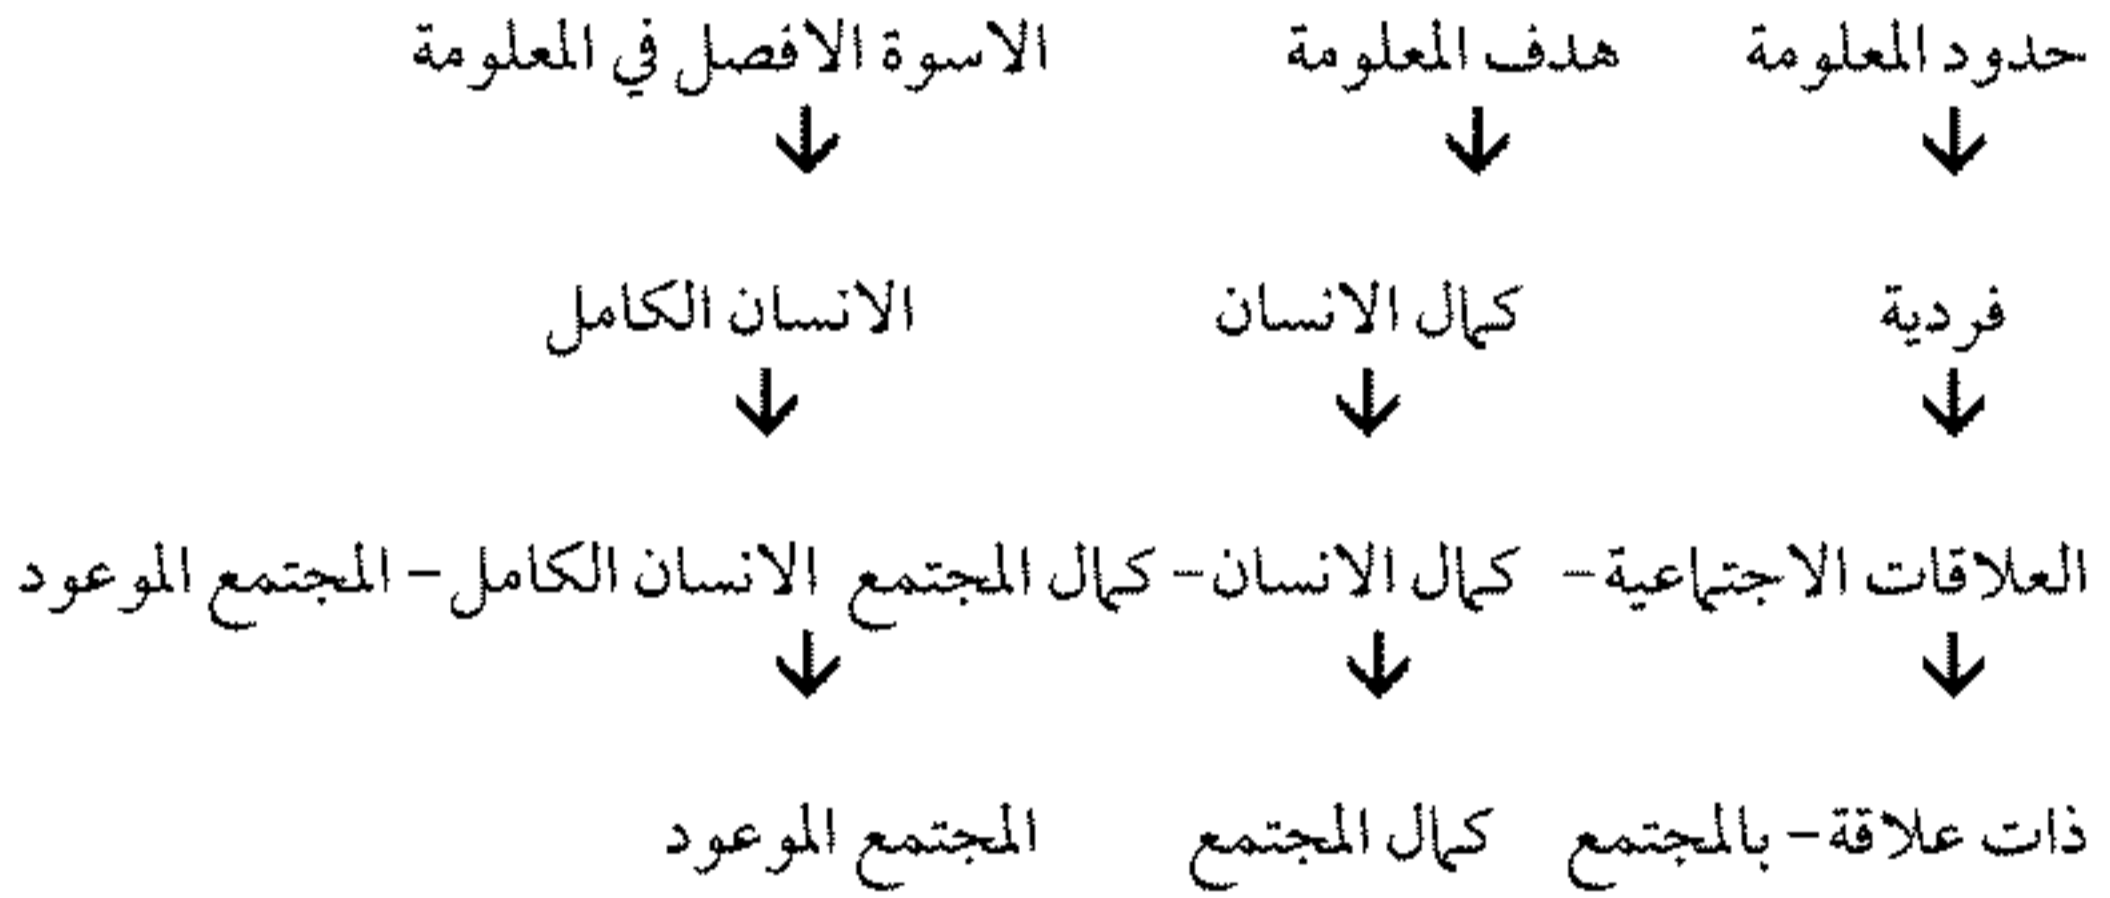 حدود المعلومة هدف المعلومة الاسوة الافصل في المعلومة
↓ ↓ ↓
فردية كمال الانسان الانسان الكامل
↓ ↓ ↓
العلاقات الاجتماعية- كمال الانسان- كمال المجتمع الانسان الكامل- المجتمع الموعود
↓ ↓ ↓
ذات علاقة- بالمجتمع كمال المجتمع المجتمع الموعود